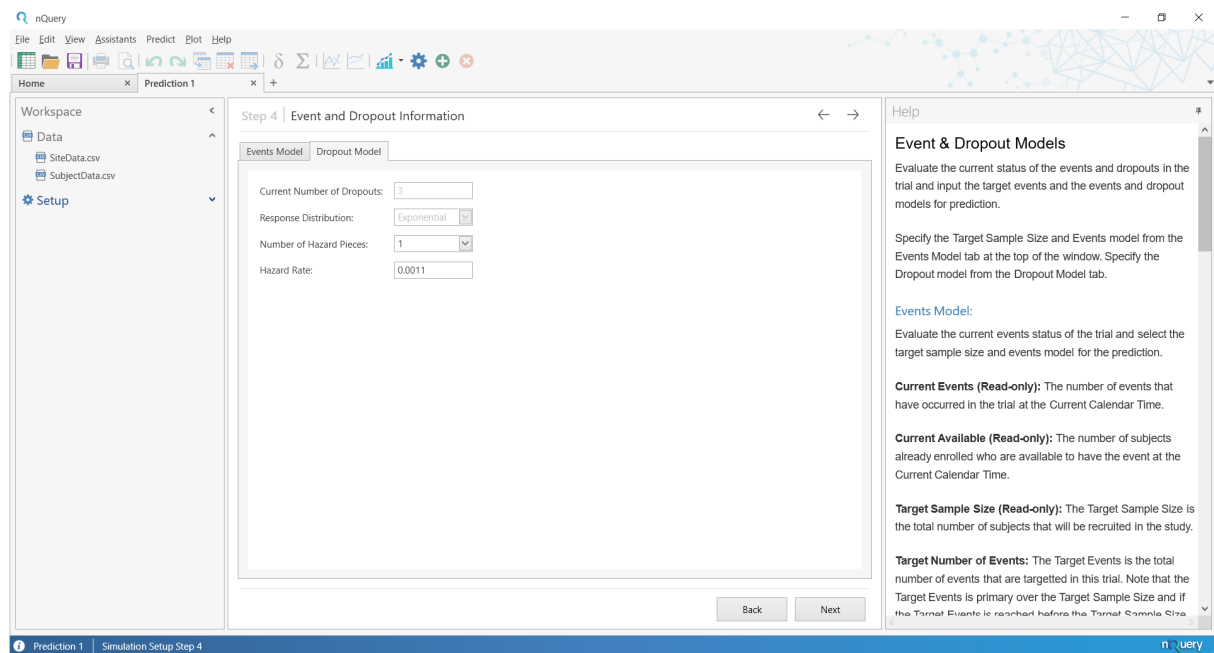 nQuery
File Edit View Assistants Predict Plot Help
Home × Prediction 1 × +
Workspace
Data
SiteData.csv
SubjectData.csv
Setup
Step 4 | Event and Dropout Information
Events Model Dropout Model
Current Number of Dropouts: 3
Response Distribution: Exponential
Number of Hazard Pieces: 1
Hazard Rate: 0.0011
Back Next
Help
Event & Dropout Models
Evaluate the current status of the events and dropouts in the
trial and input the target events and the events and dropout
models for prediction.
Specify the Target Sample Size and Events model from the
Events Model tab at the top of the window. Specify the
Dropout model from the Dropout Model tab.
Events Model:
Evaluate the current events status of the trial and select the
target sample size and events model for the prediction.
Current Events (Read-only): The number of events that
have occurred in the trial at the Current Calendar Time.
Current Available (Read-only): The number of subjects
already enrolled who are available to have the event at the
Current Calendar Time.
Target Sample Size (Read-only): The Target Sample Size is
the total number of subjects that will be recruited in the study.
Target Number of Events: The Target Events is the total
number of events that are targetted in this trial. Note that the
Target Events is primary over the Target Sample Size and if
the Target Events is reached before the Target Sample Size
Prediction 1 | Simulation Setup Step 4
nQuery